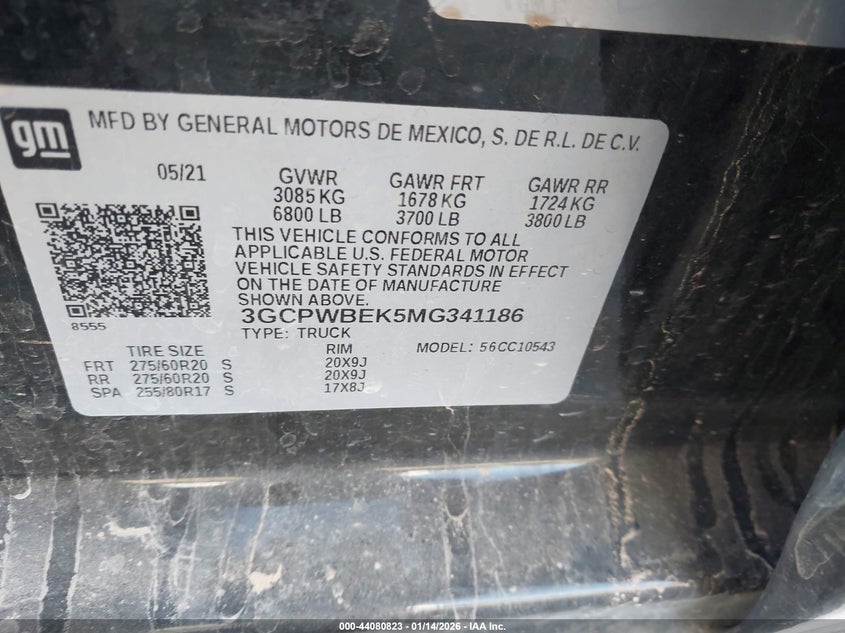 gm
MFD BY GENERAL MOTORS DE MEXICO, S. DE R.L. DE C.V.
05/21 GVWR GAWR FRT GAWR RR
3085 KG 1678 KG 1724 KG
6800 LB 3700 LB 3800 LB
THIS VEHICLE CONFORMS TO ALL
APPLICABLE U.S. FEDERAL MOTOR
VEHICLE SAFETY STANDARDS IN EFFECT
ON THE DATE OF MANUFACTURE
SHOWN ABOVE.
3GCPWBEK5MG341186
8555
TYPE: TRUCK
TIRE SIZE RIM MODEL: 56CC10543
FRT 275/60R20 S 20X9J
RR 275/60R20 S 20X9J
SPA 255/80R17 S 17X8J
000-44080823 - 01/14/2026 - IAA Inc.